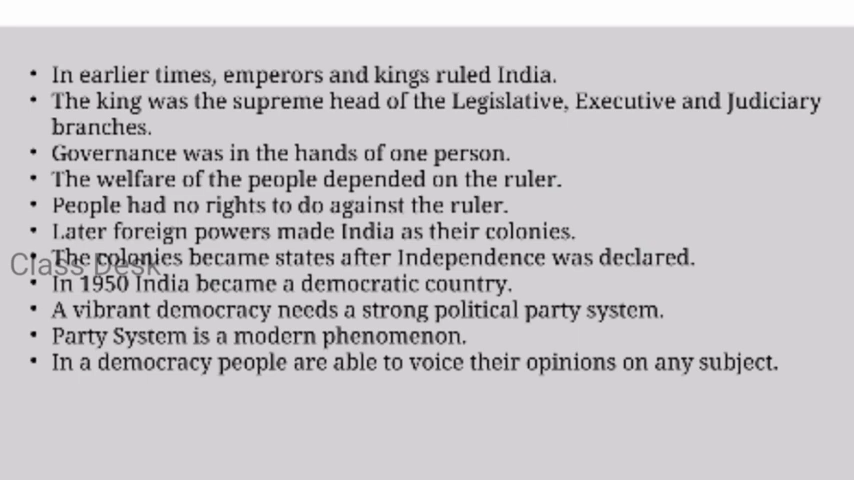 • In earlier times, emperors and kings ruled India.
• The king was the supreme head of the Legislative, Executive and Judiciary
branches.
• Governance was in the hands of one person.
• The welfare of the people depended on the ruler.
• People had no rights to do against the ruler.
• Later foreign powers made India as their colonies.
• The colonies became states after Independence was declared.
Class Desk
• In 1950 India became a democratic country.
• A vibrant democracy needs a strong political party system.
• Party System is a modern phenomenon.
• In a democracy people are able to voice their opinions on any subject.